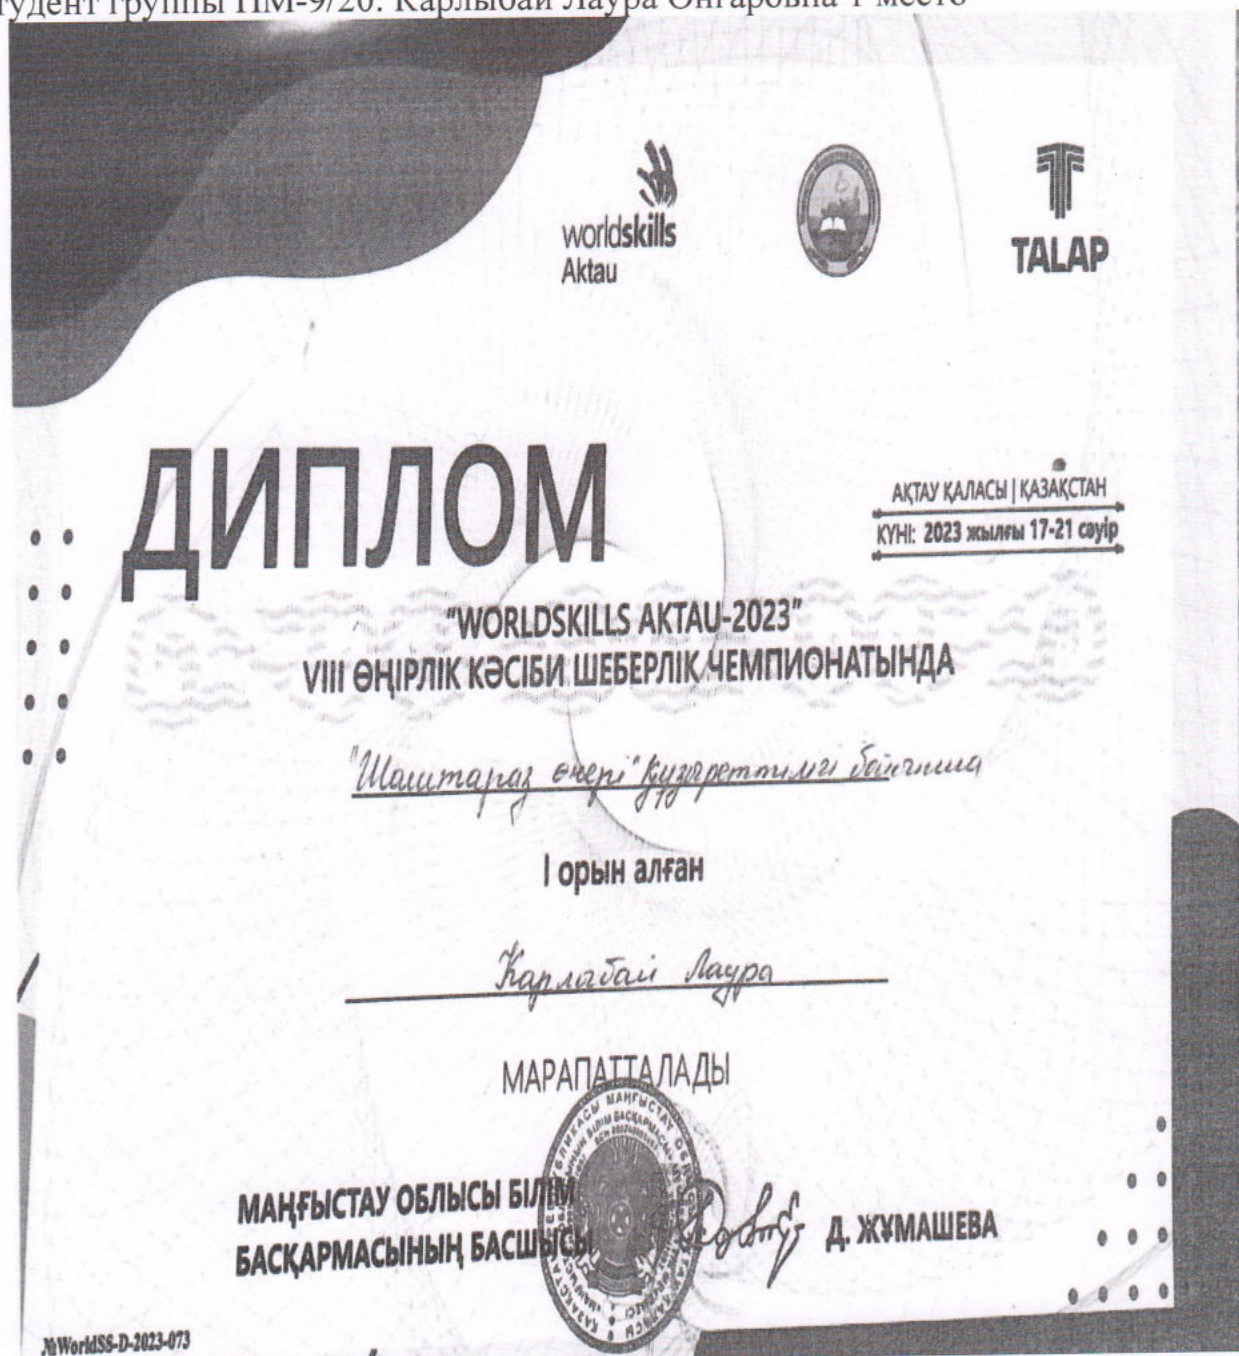 тудент группы ПМ-9/20: Карлыбай Лаура Онгаровна 1 место
worldskills
Aktau
TALAP
ДИПЛОМ
АҚТАУ ҚАЛАСЫ | ҚАЗАҚСТАН
КҮНІ: 2023 жылғы 17-21 сәуір
"WORLDSKILLS AKTAU-2023"
VIII ӨҢІРЛІК КӘСІБИ ШЕБЕРЛІК ЧЕМПИОНАТЫНДА
"Шаштараз өнері" құзыреттілігі бойынша
І орын алған
Карлыбай Лаура
МАРАПАТТАЛАДЫ
МАҢҒЫСТАУ ОБЛЫСЫ БІЛІМ
БАСҚАРМАСЫНЫҢ БАСШЫСЫ
Д. ЖҰМАШЕВА
№WorldSS-D-2023-073